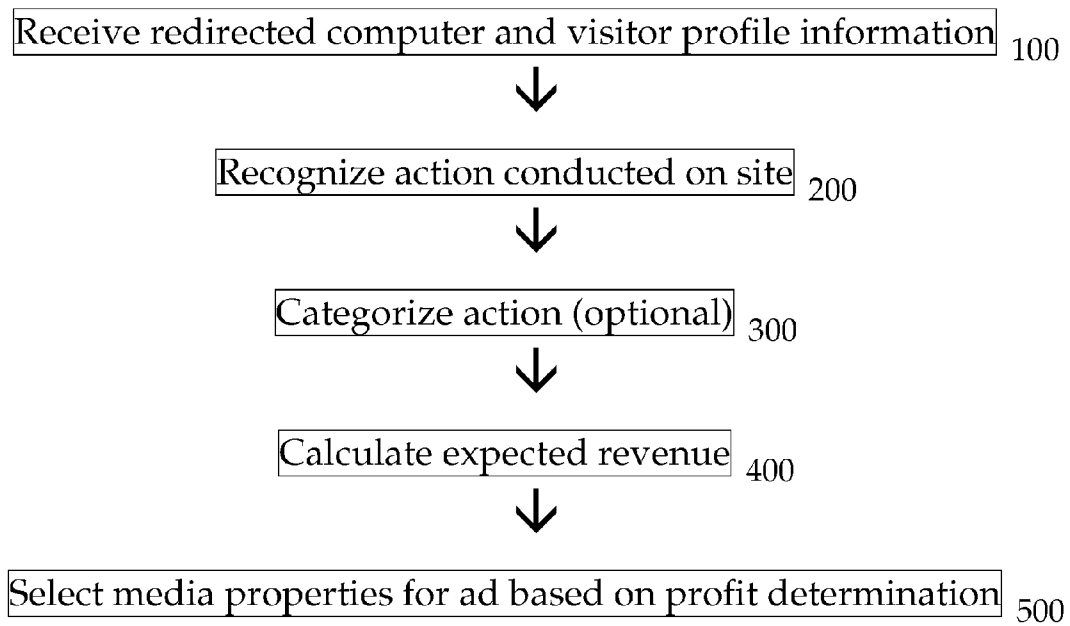 Receive redirected computer and visitor profile information 100
Recognize action conducted on site 200
Categorize action (optional) 300
Calculate expected revenue 400
Select media properties for ad based on profit determination 500